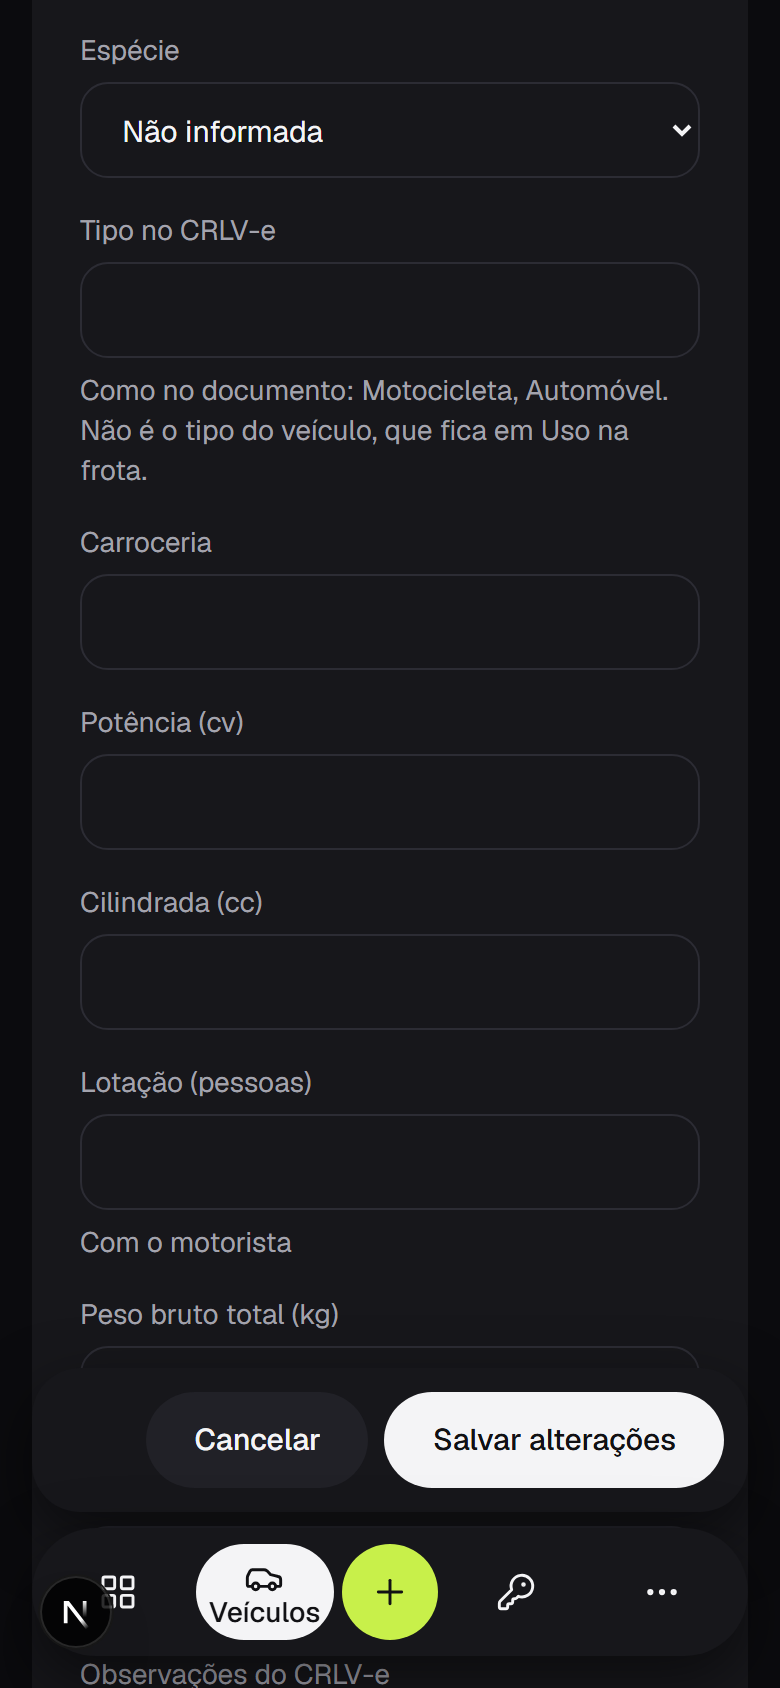 Espécie
Não informada
Tipo no CRLV-e
Como no documento: Motocicleta, Automóvel.
Não é o tipo do veículo, que fica em Uso na
frota.
Carroceria
Potência (cv)
Cilindrada (cc)
Lotação (pessoas)
Com o motorista
Peso bruto total (kg)
Cancelar
Salvar alterações
N
Veículos
Observações do CRLV-e